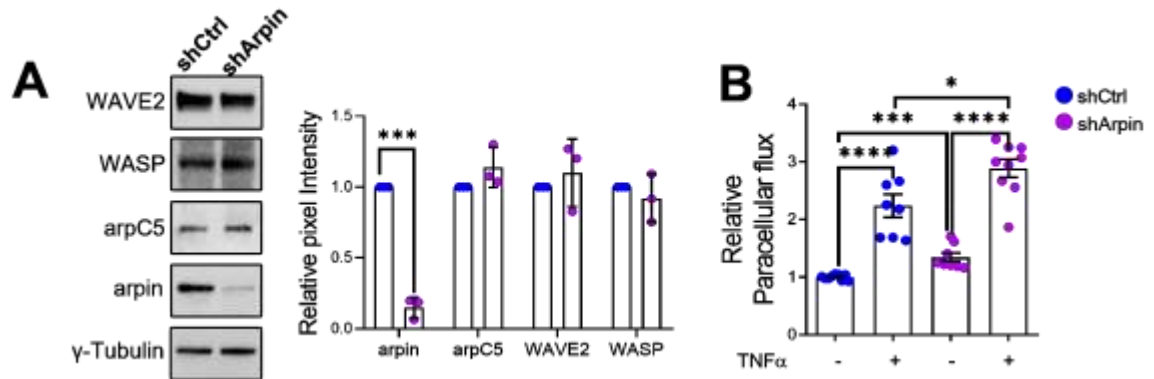 A
shCtrl
shArpin
WAVE2
WASP
arpC5
arpin
γ-Tubulin
Relative pixel Intensity
1.5
1.0
0.5
0.0
***
arpin
arpC5
WAVE2
WASP
B
Relative
Paracellular flux
4
3
2
1
0
*
***
****
****
shCtrl
shArpin
TNFα
-
+
-
+